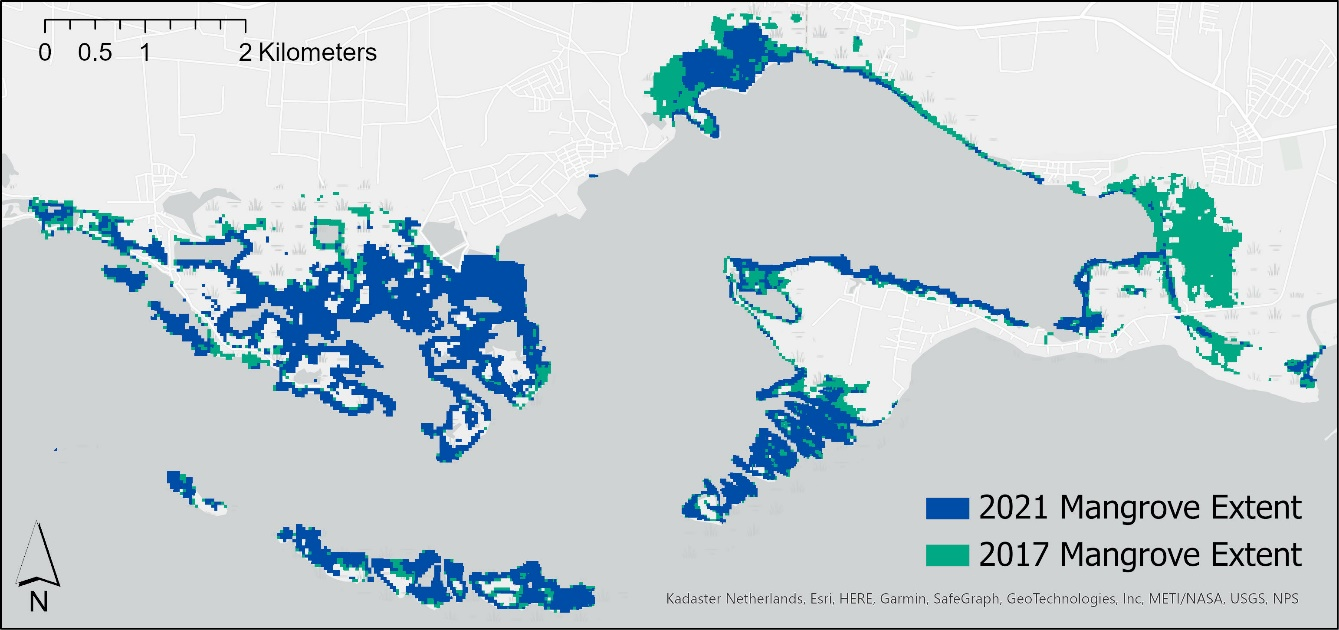 0 0.5 1 2 Kilometers
2021 Mangrove Extent
2017 Mangrove Extent
N
Kadaster Netherlands, Esri, HERE, Garmin, SafeGraph, GeoTechnologies, Inc, METI/NASA, USGS, NPS